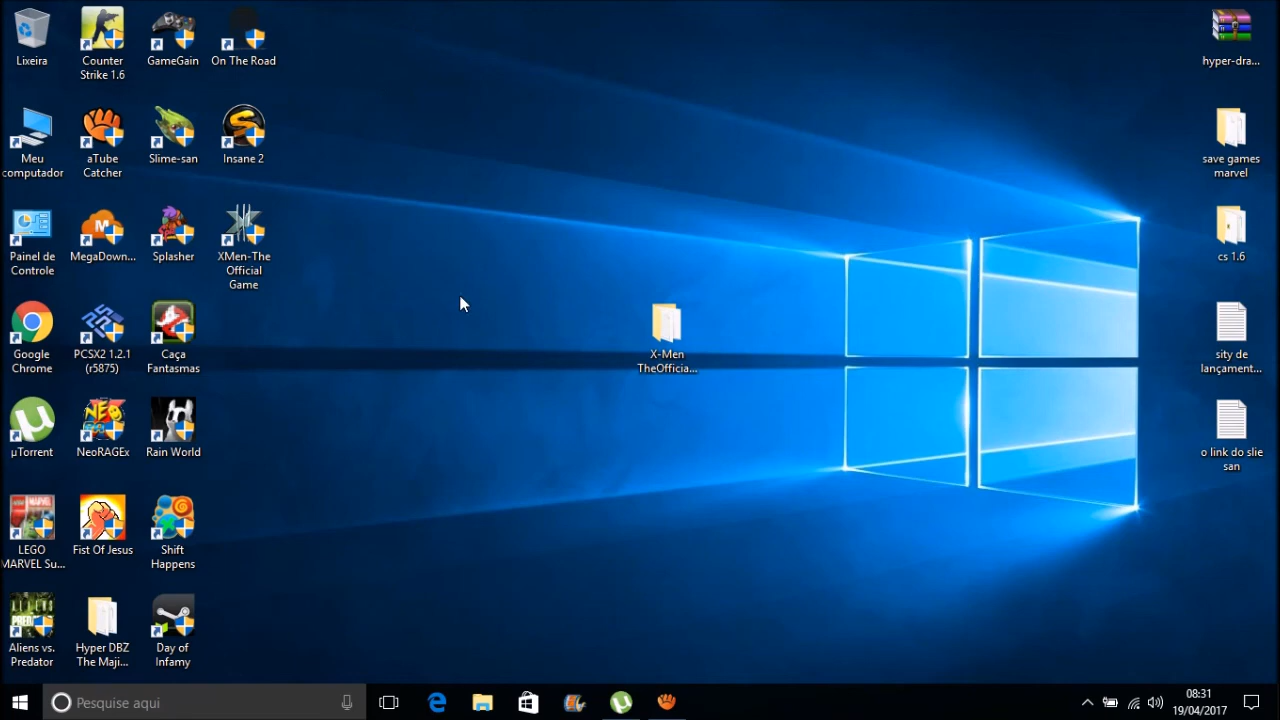 Lixeira
Counter
Strike 1.6
GameGain
On The Road
hyper-dra...
Meu
computador
aTube
Catcher
Slime-san
Insane 2
save games
marvel
Painel de
Controle
MegaDown...
Splasher
XMen-The
Official
Game
cs 1.6
Google
Chrome
PCSX2 1.2.1
(r5875)
Caça
Fantasmas
X-Men
TheOfficia...
sity de
lançament...
µTorrent
NeoRAGEx
Rain World
o link do slie
san
LEGO
MARVEL Su...
Fist Of Jesus
Shift
Happens
Aliens vs.
Predator
Hyper DBZ
The Maji...
Day of
Infamy
Pesquise aqui
08:31
19/04/2017